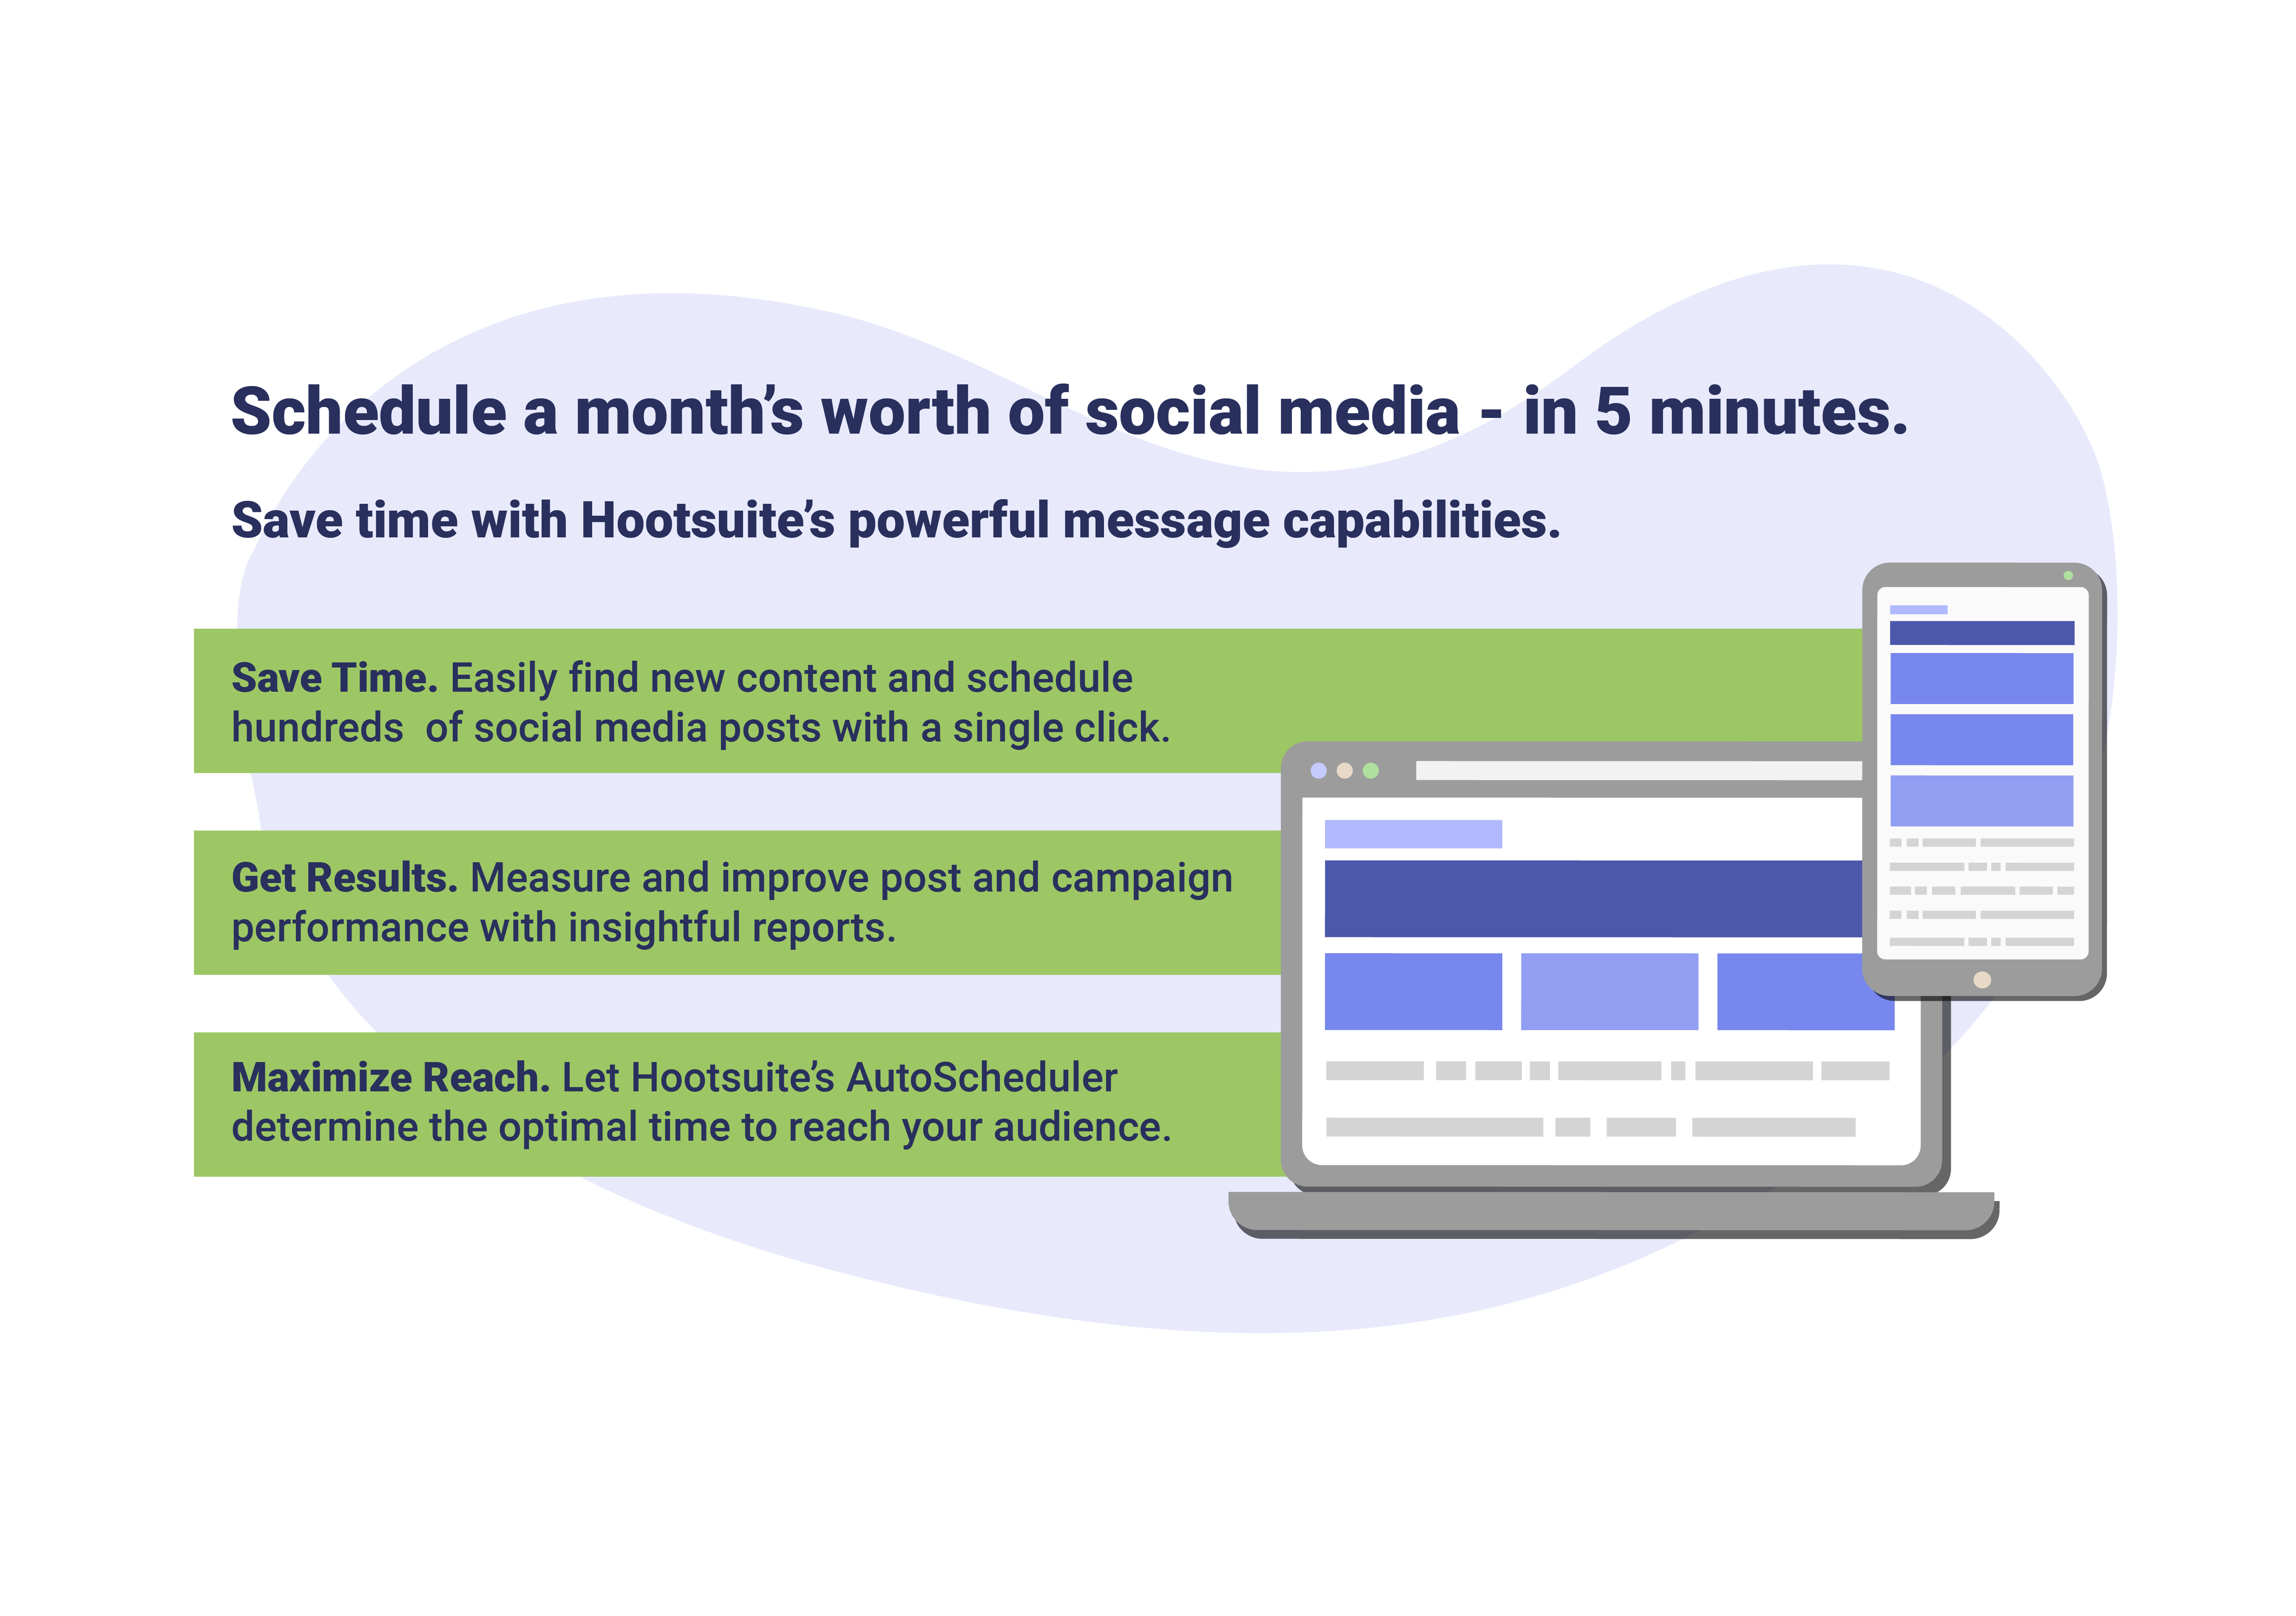 Schedule a month’s worth of social media - in 5 minutes.
Save time with Hootsuite’s powerful message capabilities.
Save Time. Easily find new content and schedule
hundreds  of social media posts with a single click.
Get Results. Measure and improve post and campaign
performance with insightful reports.
Maximize Reach. Let Hootsuite’s AutoScheduler
determine the optimal time to reach your audience.